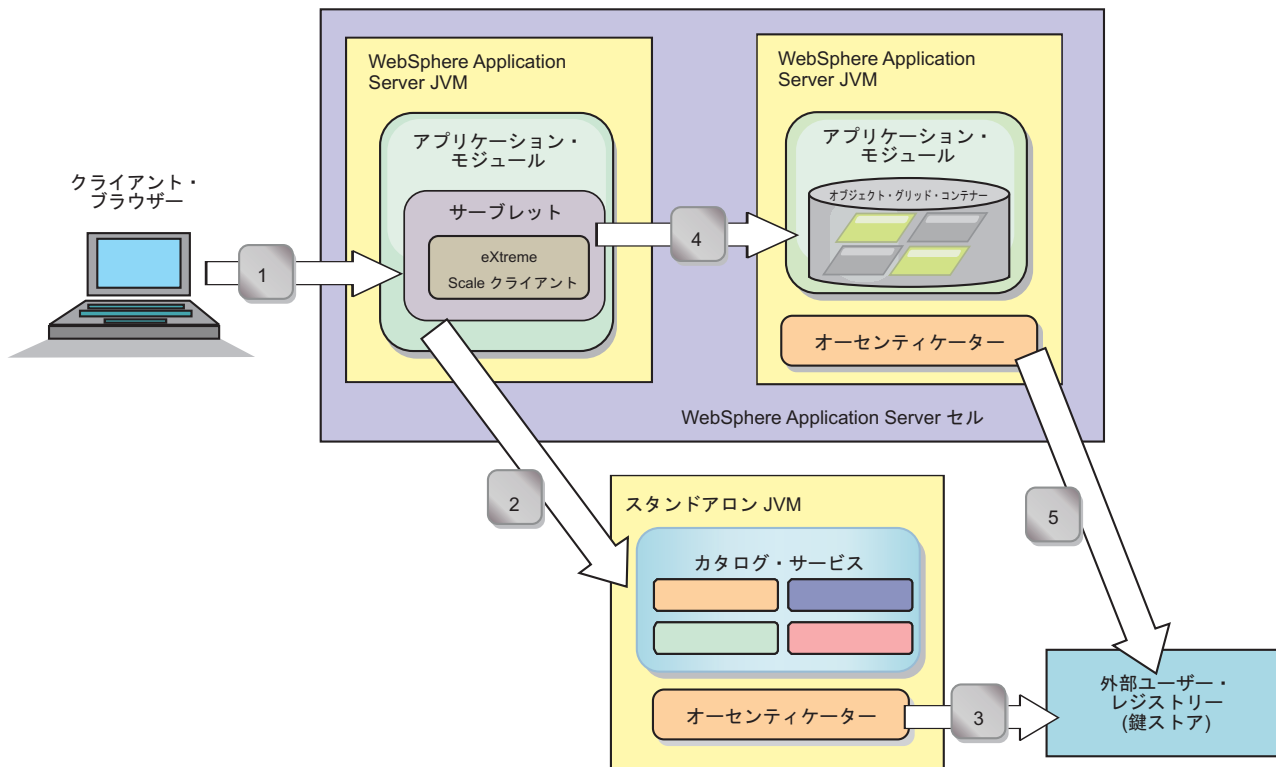 WebSphere Application
Server JVM
アプリケーション・
モジュール
サーブレット
eXtreme
Scale クライアント
WebSphere Application
Server JVM
アプリケーション・
モジュール
オブジェクト・グリッド・コンテナー
オーセンティケーター
クライアント・
ブラウザー
1
4
WebSphere Application Server セル
2
5
スタンドアロン JVM
カタログ・サービス
オーセンティケーター
3
外部ユーザー・
レジストリー
(鍵ストア)